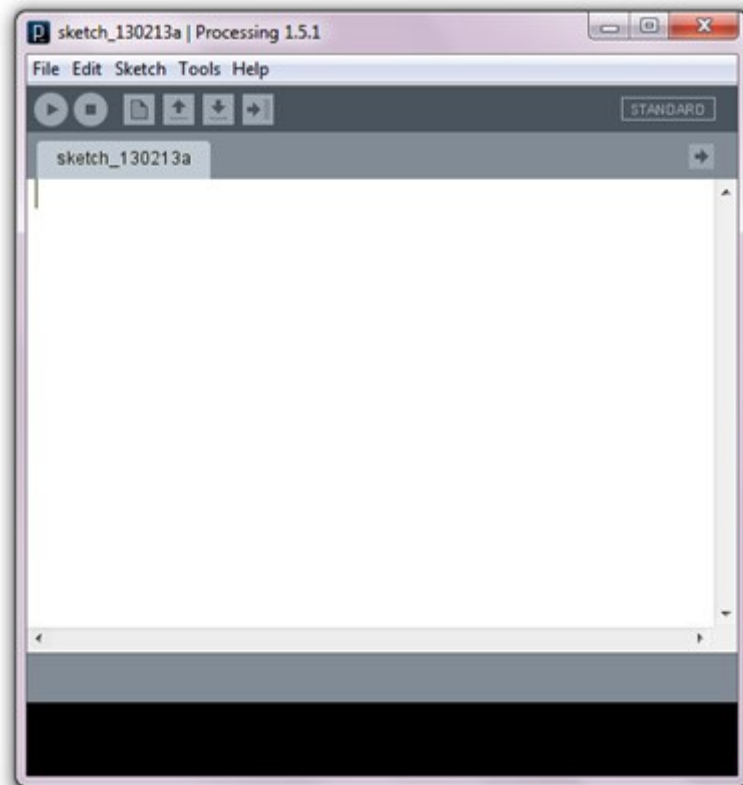 sketch_130213a | Processing 1.5.1
File Edit Sketch Tools Help
STANDARD
sketch_130213a